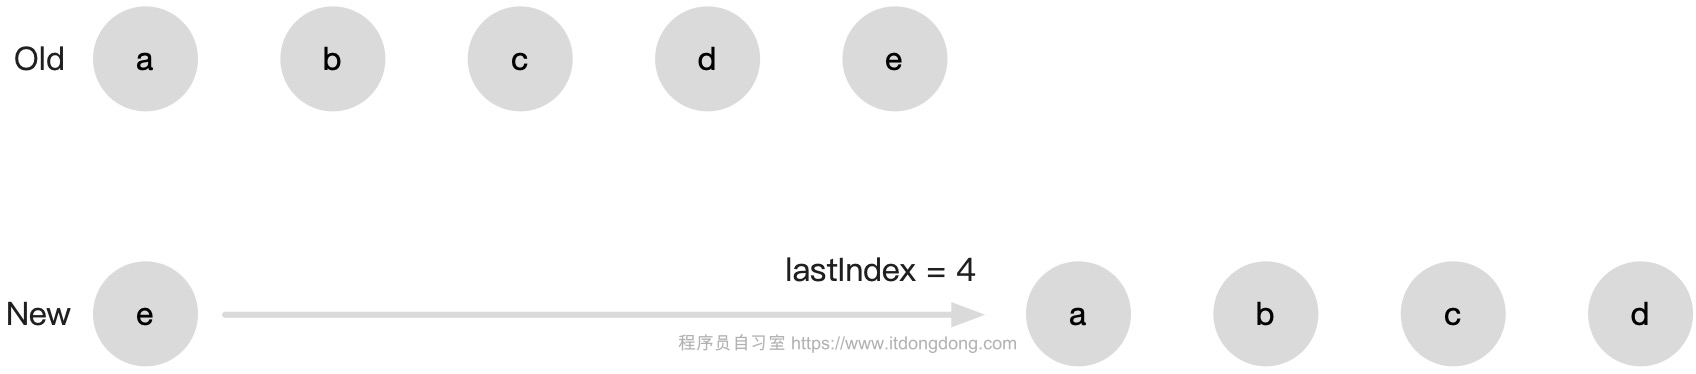 Old a b c d e
lastIndex = 4
New e a b c d
程序员自习室 https://www.itdongdong.com